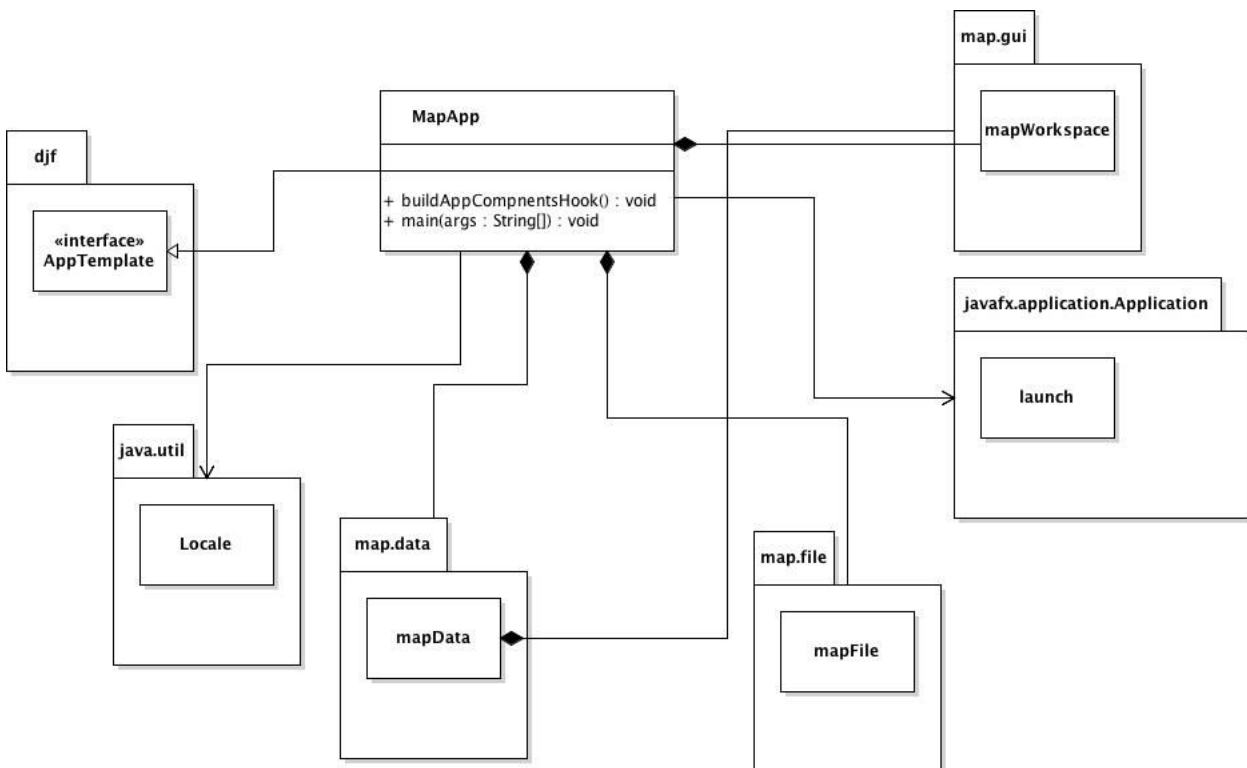 map.gui
mapWorkspace
MapApp
+ buildAppCompnentsHook() : void
+ main(args : String[]) : void
djf
«interface»
AppTemplate
javafx.application.Application
launch
java.util
Locale
map.data
mapData
map.file
mapFile